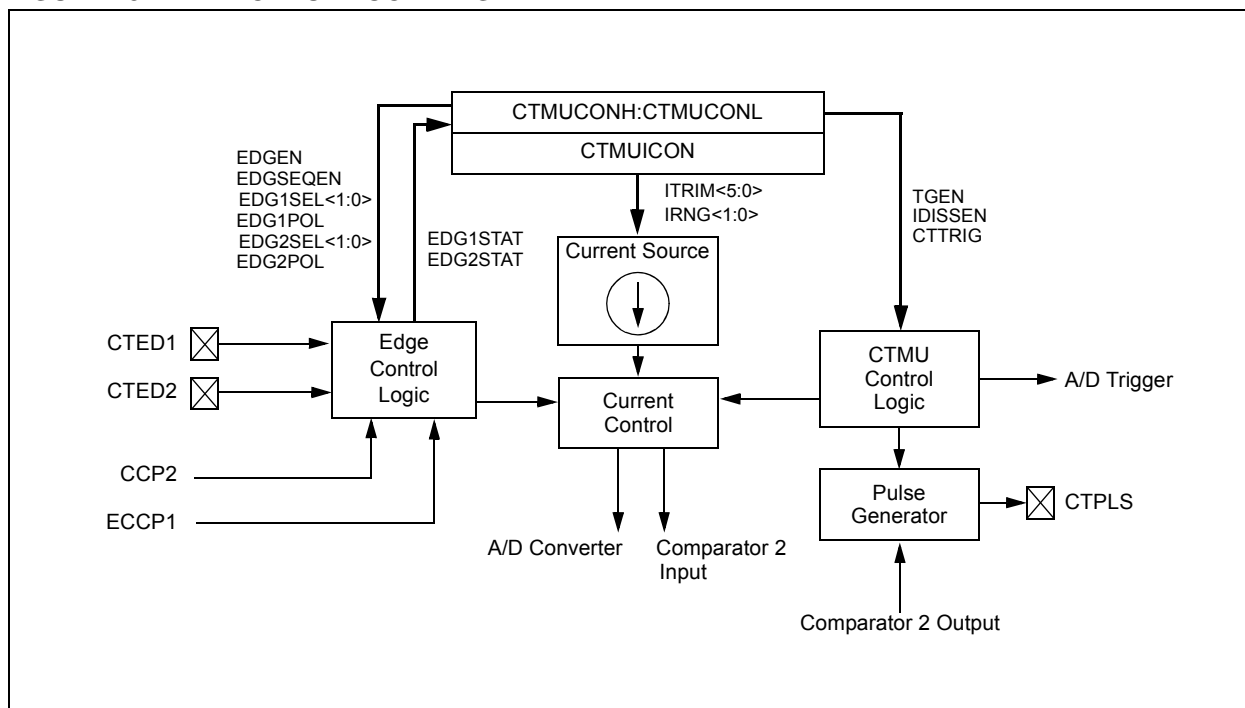 CTMUCONH:CTMUCONL
CTMUICON
EDGEN
EDGSEQEN
EDG1SEL<1:0>
EDG1POL
EDG2SEL<1:0>
EDG2POL
EDG1STAT
EDG2STAT
ITRIM<5:0>
IRNG<1:0>
TGEN
IDISSEN
CTTRIG
Current Source
CTED1
CTED2
Edge
Control
Logic
Current
Control
CTMU
Control
Logic
A/D Trigger
CCP2
ECCP1
Pulse
Generator
CTPLS
A/D Converter
Comparator 2
Input
Comparator 2 Output